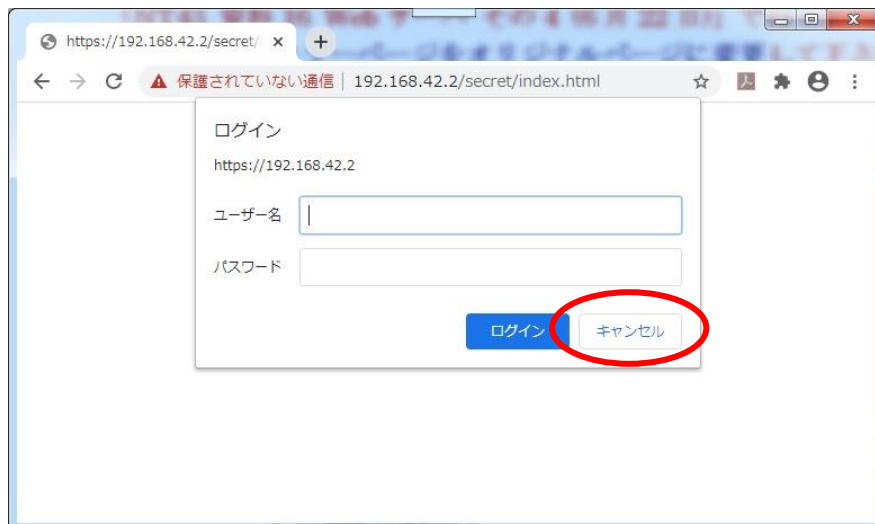 https://192.168.42.2/secret/
保護されていない通信 | 192.168.42.2/secret/index.html
ログイン
https://192.168.42.2
ユーザー名
パスワード
ログイン
キャンセル